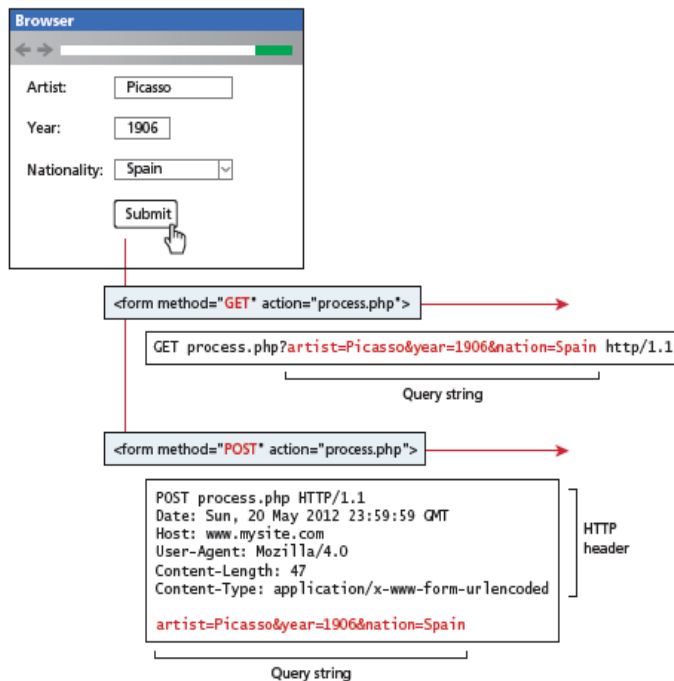 Browser
Artist: Picasso
Year: 1906
Nationality: Spain
Submit
<form method="GET" action="process.php">
GET process.php?artist=Picasso&year=1906&nation=Spain http/1.1
Query string
<form method="POST" action="process.php">
POST process.php HTTP/1.1
Date: Sun, 20 May 2012 23:59:59 GMT
Host: www.mysite.com
User-Agent: Mozilla/4.0
Content-Length: 47
Content-Type: application/x-www-form-urlencoded
HTTP
header
artist=Picasso&year=1906&nation=Spain
Query string